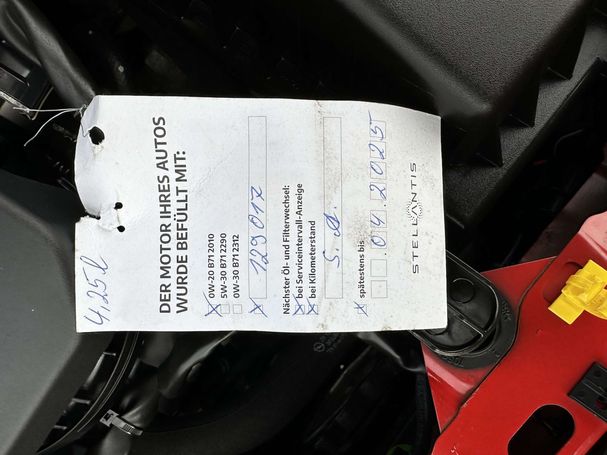 4,25l
DER MOTOR IHRES AUTOS
WURDE BEFÜLLT MIT:
0W-20 B71 2010
5W-30 B71 2290
0W-30 B71 2312
129017
Nächster Öl- und Filterwechsel:
bei Serviceintervall-Anzeige
bei Kilometerstand
S. A.
spätestens bis
. 04. 2025
STELLANTIS